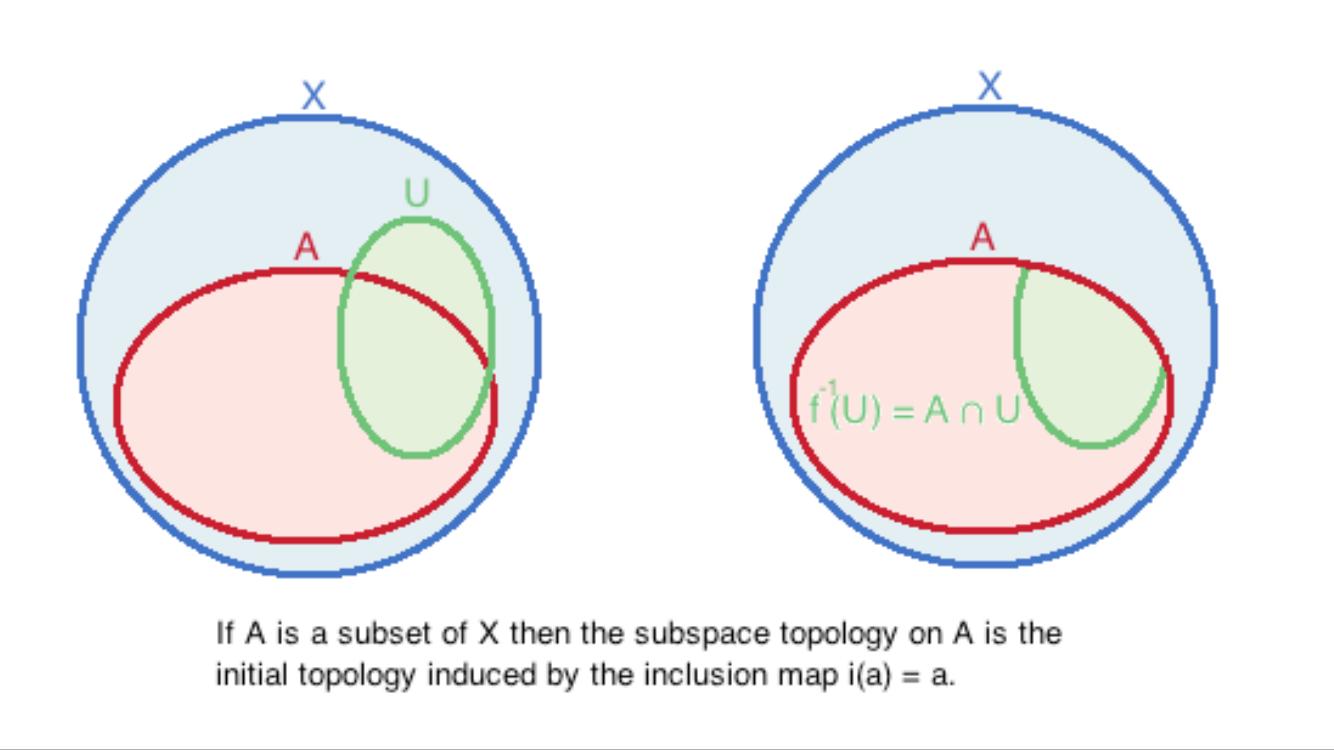 X
U
A
X
A
f⁻¹(U) = A ∩ U
If A is a subset of X then the subspace topology on A is the
initial topology induced by the inclusion map i(a) = a.